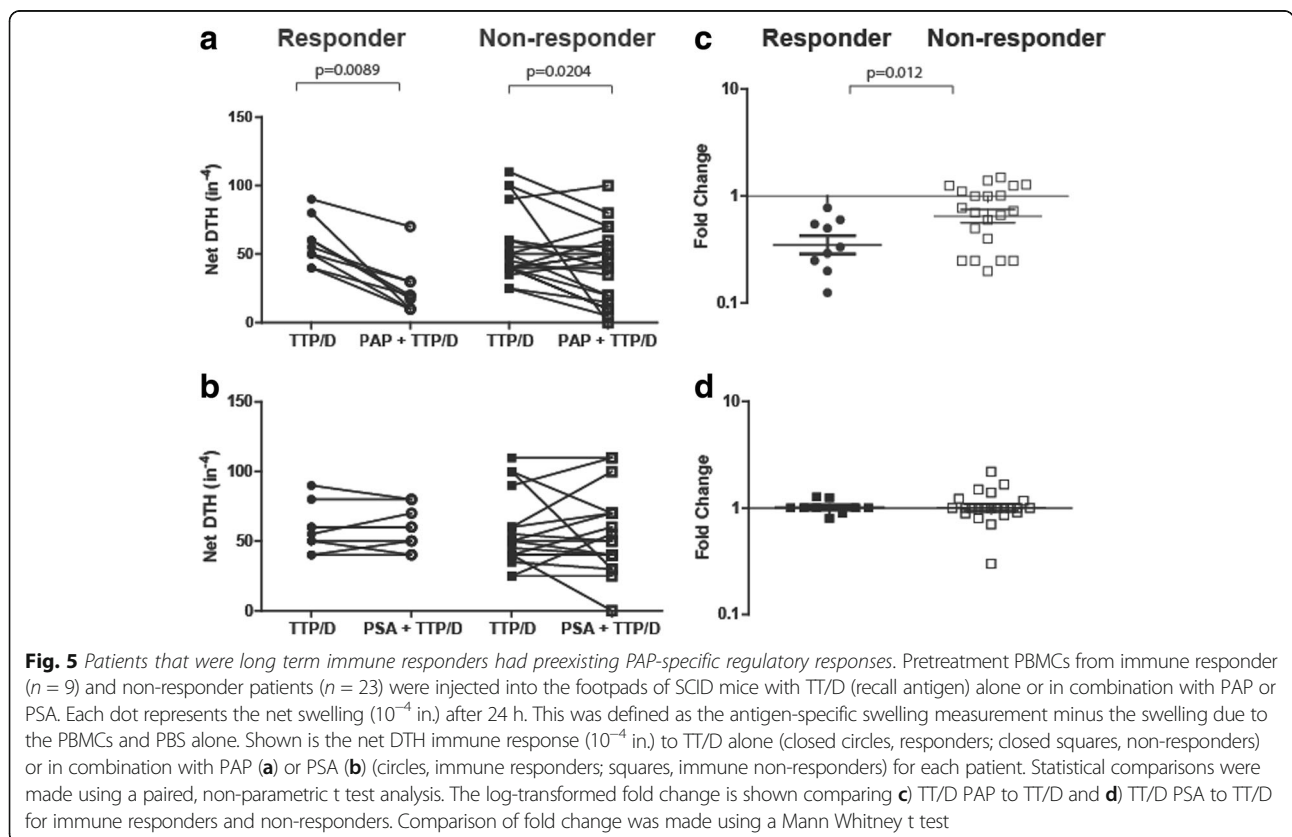 a
Responder
Non-responder
p=0.0089
p=0.0204
Net DTH (in-4)
150
100
50
0
TTP/D
PAP + TTP/D
TTP/D
PAP + TTP/D
c
Responder
Non-responder
p=0.012
Fold Change
10
1
0.1
b
Net DTH (in-4)
150
100
50
0
TTP/D
PSA + TTP/D
TTP/D
PSA + TTP/D
d
Fold Change
10
1
0.1
Fig. 5 Patients that were long term immune responders had preexisting PAP-specific regulatory responses. Pretreatment PBMCs from immune responder
(n = 9) and non-responder patients (n = 23) were injected into the footpads of SCID mice with TT/D (recall antigen) alone or in combination with PAP or
PSA. Each dot represents the net swelling (10−4 in.) after 24 h. This was defined as the antigen-specific swelling measurement minus the swelling due to
the PBMCs and PBS alone. Shown is the net DTH immune response (10−4 in.) to TT/D alone (closed circles, responders; closed squares, non-responders)
or in combination with PAP (a) or PSA (b) (circles, immune responders; squares, immune non-responders) for each patient. Statistical comparisons were
made using a paired, non-parametric t test analysis. The log-transformed fold change is shown comparing c) TT/D PAP to TT/D and d) TT/D PSA to TT/D
for immune responders and non-responders. Comparison of fold change was made using a Mann Whitney t test